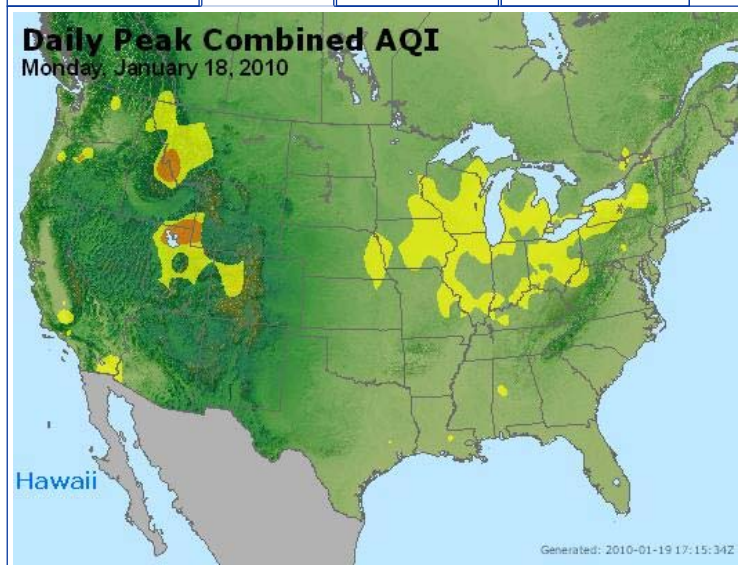 Daily Peak Combined AQI
Monday, January 18, 2010
Hawaii
Generated: 2010-01-19 17:15:34Z